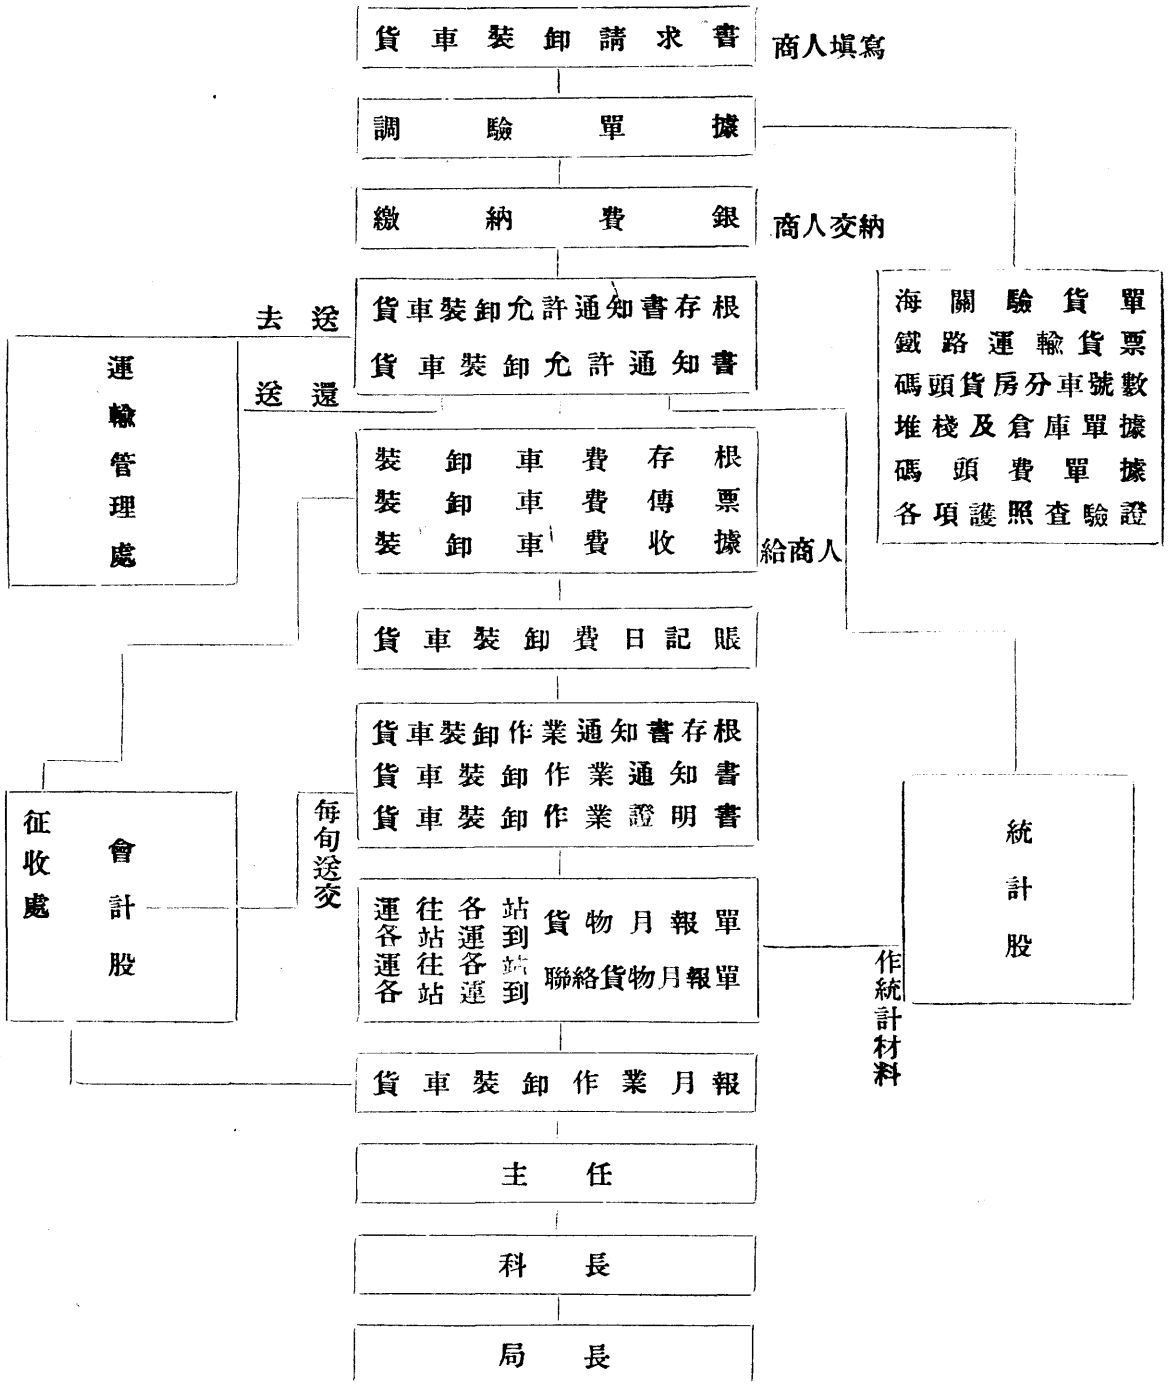 貨車裝卸請求書
商人塡寫
調驗單據
繳納費銀
商人交納
海關驗貨單
鐵路運輸貨票
碼頭貨房分車號數
堆棧及倉庫單據
碼頭費單據
各項護照查驗證
貨車裝卸允許通知書存根
貨車裝卸允許通知書
去送
送還
運輸管理處
裝卸車費存根
裝卸車費傳票
裝卸車費收據
給商人
貨車裝卸費日記賬
貨車裝卸作業通知書存根
貨車裝卸作業通知書
貨車裝卸作業證明書
每旬送交
征收處
會計股
統計股
運往各站
各站運到
貨物月報單
運往各站
各站運到
聯絡貨物月報單
作統計材料
貨車裝卸作業月報
主任
科長
局長